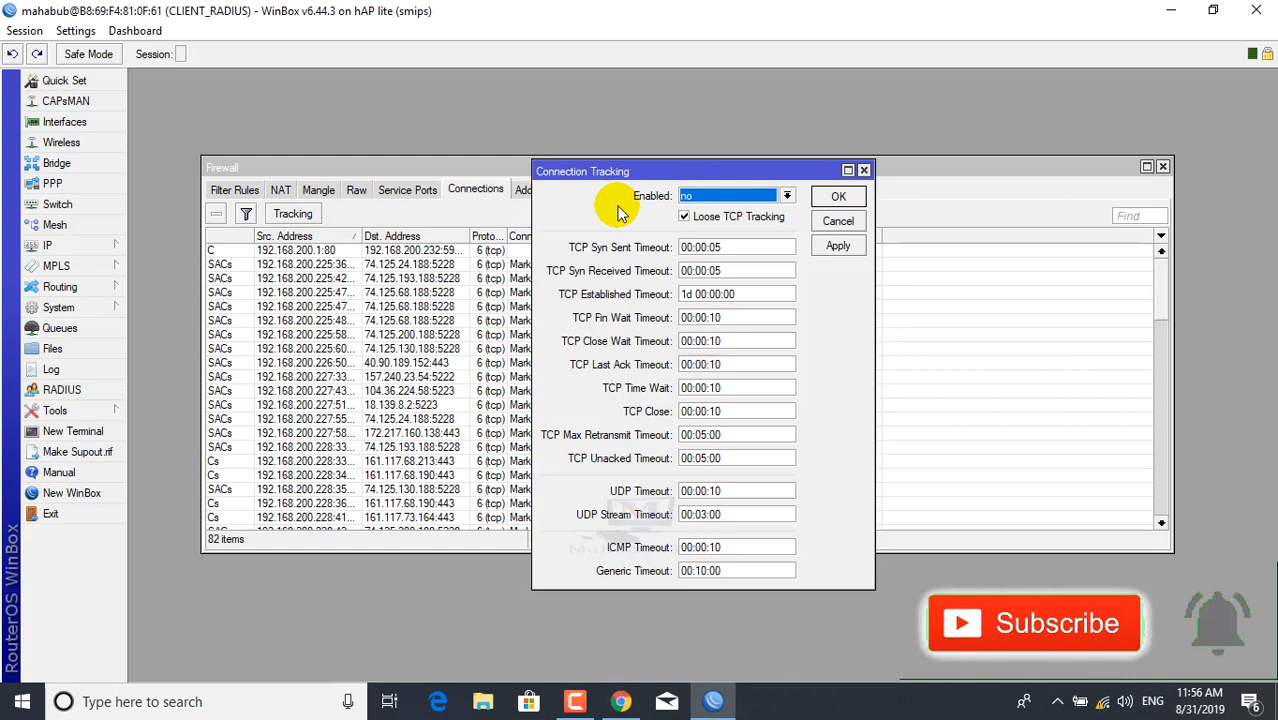 mahabub@B8:69:F4:81:0F:61 (CLIENT_RADIUS) - WinBox v6.44.3 on hAP lite (smips)
Session Settings Dashboard
Safe Mode Session:
Quick Set
CAPsMAN
Interfaces
Wireless
Bridge
PPP
Switch
Mesh
IP
MPLS
Routing
System
Queues
Files
Log
RADIUS
Tools
New Terminal
Make Supout.rif
Manual
New WinBox
Exit
RouterOS WinBox
Firewall
Filter Rules NAT Mangle Raw Service Ports Connections
Tracking Find
Src. Address Dst. Address Proto... Conn
C 192.168.200.1:80 192.168.200.232:59... 6 (tcp)
SACs 192.168.200.225:36... 74.125.24.188:5228 6 (tcp) Mark
SACs 192.168.200.225:42... 74.125.193.188:5228 6 (tcp) Mark
SACs 192.168.200.225:47... 74.125.68.188:5228 6 (tcp) Mark
SACs 192.168.200.225:47... 74.125.68.188:5228 6 (tcp) Mark
SACs 192.168.200.225:48... 74.125.68.188:5228 6 (tcp) Mark
SACs 192.168.200.225:58... 74.125.200.188:5228 6 (tcp) Mark
SACs 192.168.200.225:60... 74.125.130.188:5228 6 (tcp) Mark
SACs 192.168.200.226:50... 40.90.189.152:443 6 (tcp) Mark
SACs 192.168.200.227:33... 157.240.23.54:5222 6 (tcp) Mark
SACs 192.168.200.227:43... 104.36.224.58:5223 6 (tcp) Mark
SACs 192.168.200.227:51... 18.139.8.2:5223 6 (tcp) Mark
SACs 192.168.200.227:55... 74.125.24.188:5228 6 (tcp) Mark
SACs 192.168.200.227:58... 172.217.160.138:443 6 (tcp) Mark
SACs 192.168.200.228:33... 74.125.193.188:5228 6 (tcp) Mark
Cs 192.168.200.228:33... 161.117.68.213:443 6 (tcp) Mark
Cs 192.168.200.228:34... 161.117.68.190:443 6 (tcp) Mark
SACs 192.168.200.228:35... 74.125.130.188:5228 6 (tcp) Mark
Cs 192.168.200.228:36... 161.117.68.190:443 6 (tcp) Mark
Cs 192.168.200.228:41... 161.117.73.164:443 6 (tcp) Mark
82 items
Connection Tracking
Enabled: no
Loose TCP Tracking
TCP Syn Sent Timeout: 00:00:05
TCP Syn Received Timeout: 00:00:05
TCP Established Timeout: 1d 00:00:00
TCP Fin Wait Timeout: 00:00:10
TCP Close Wait Timeout: 00:00:10
TCP Last Ack Timeout: 00:00:10
TCP Time Wait: 00:00:10
TCP Close: 00:00:10
TCP Max Retransmit Timeout: 00:05:00
TCP Unacked Timeout: 00:05:00
UDP Timeout: 00:00:10
UDP Stream Timeout: 00:03:00
ICMP Timeout: 00:00:10
Generic Timeout: 00:10:00
OK
Cancel
Apply
Subscribe
Type here to search
ENG
11:56 AM
8/31/2019
6